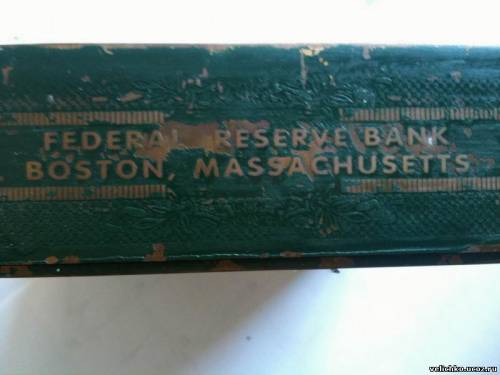 FEDERAL RESERVE BANK
BOSTON, MASSACHUSETTS
velichko.ucoz.ru